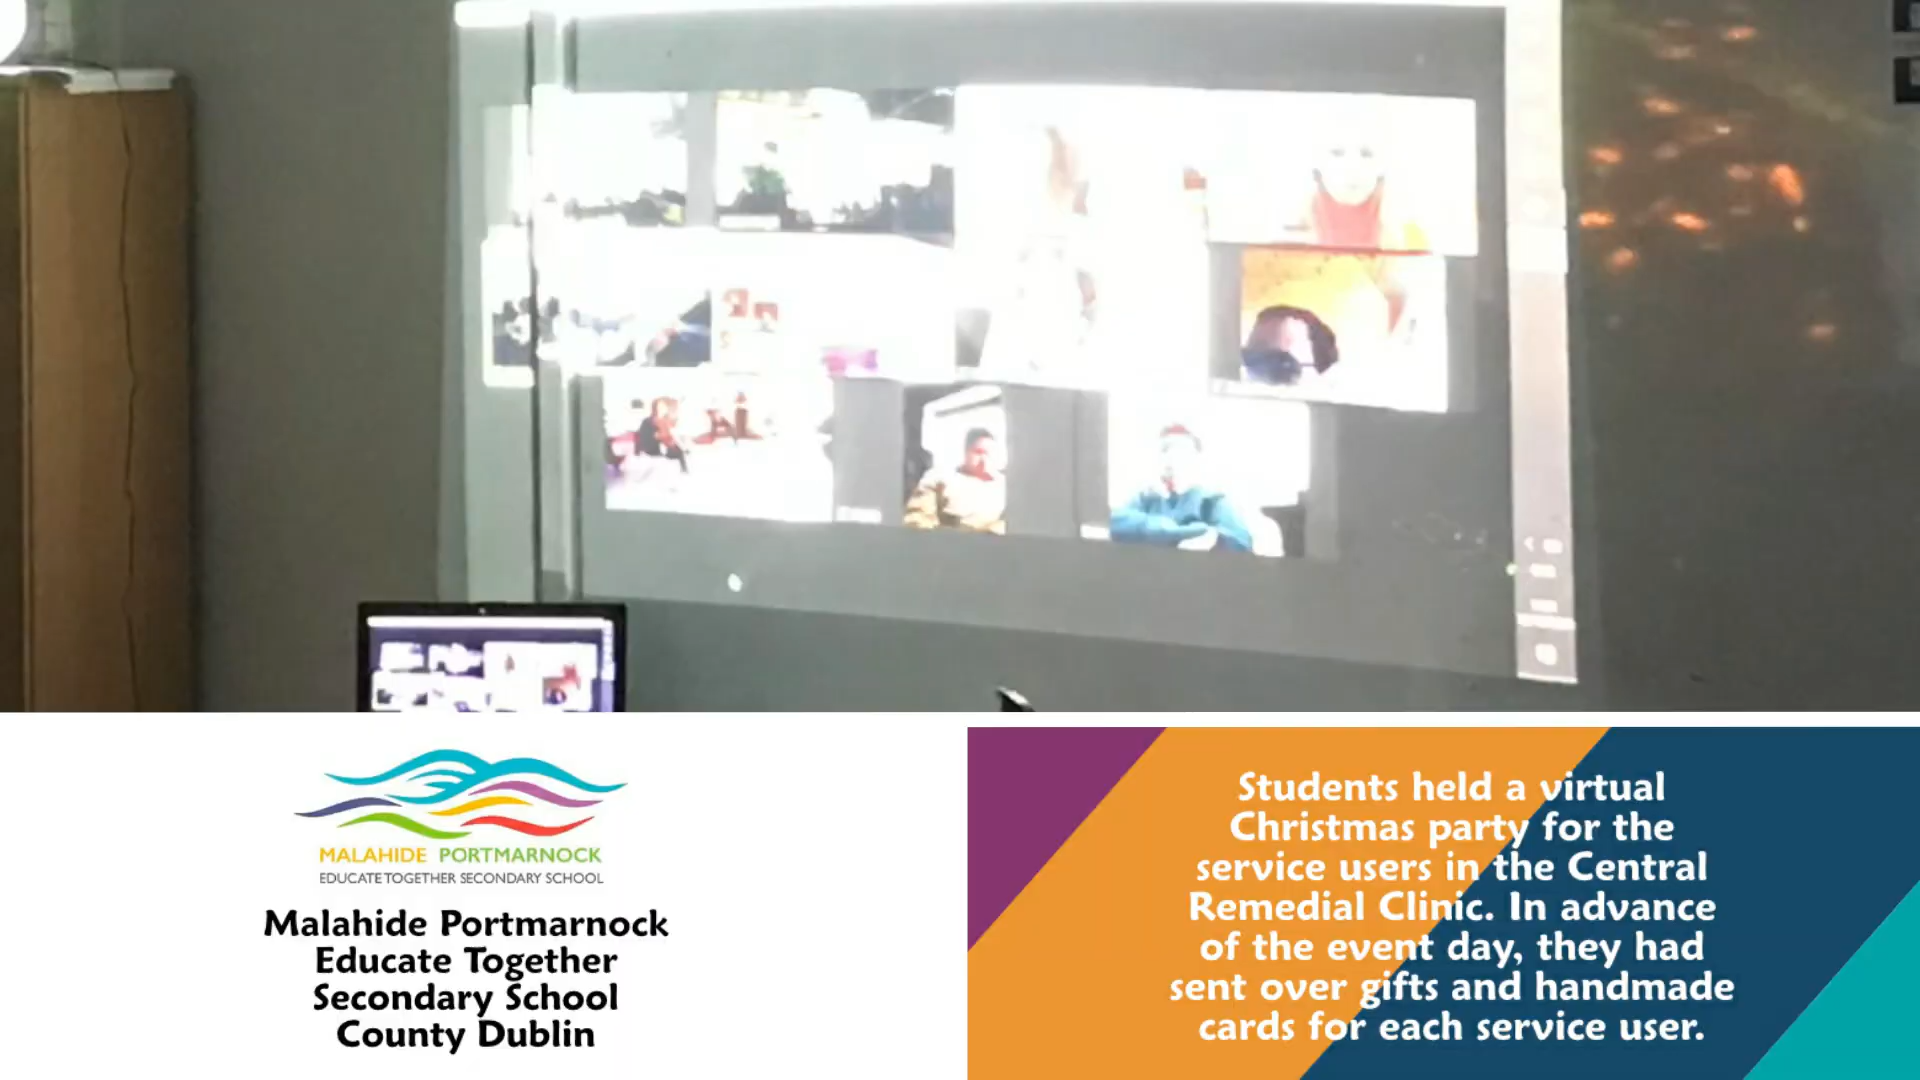 MALAHIDE PORTMARNOCK
EDUCATE TOGETHER SECONDARY SCHOOL
Malahide Portmarnock
Educate Together
Secondary School
County Dublin
Students held a virtual
Christmas party for the
service users in the Central
Remedial Clinic. In advance
of the event day, they had
sent over gifts and handmade
cards for each service user.